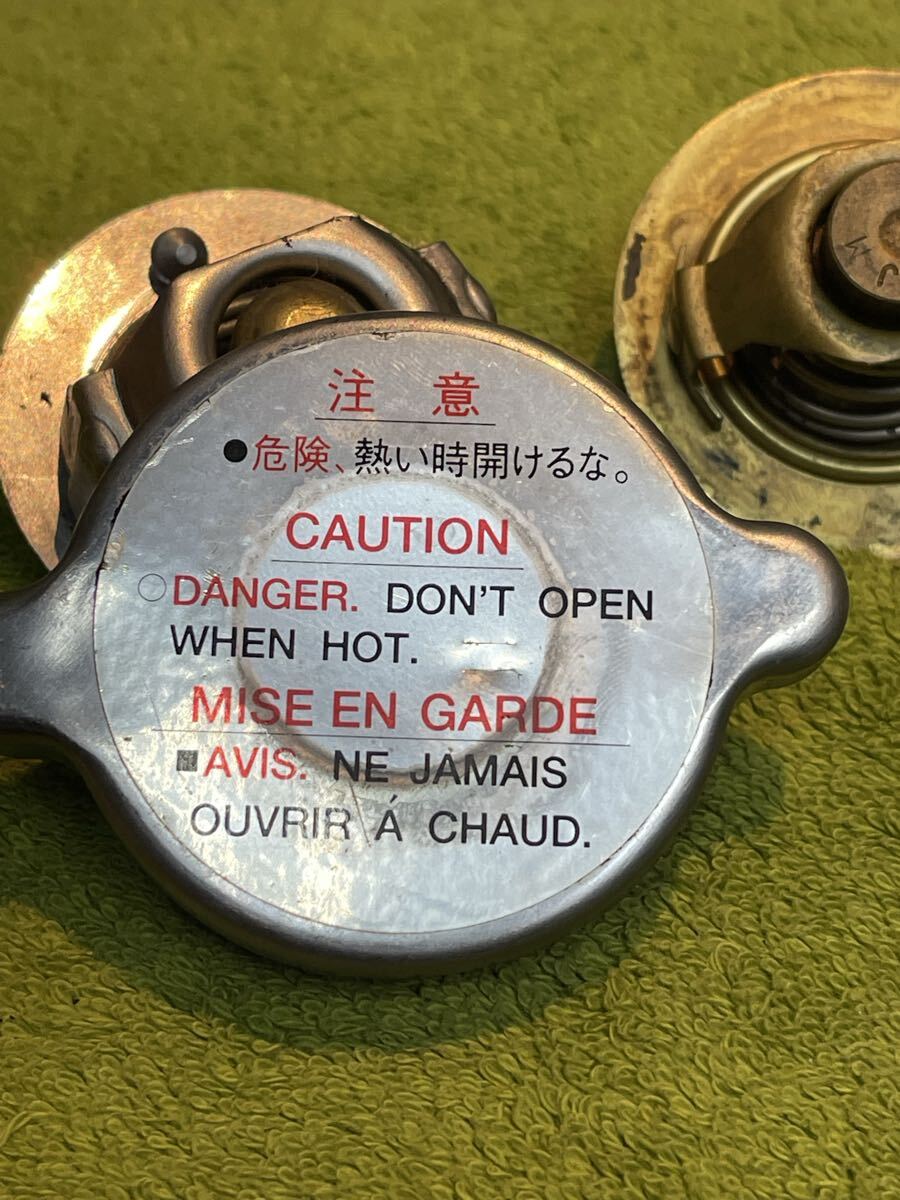 注 意
●危険、熱い時開けるな。
CAUTION
○DANGER. DON'T OPEN
WHEN HOT.
MISE EN GARDE
■AVIS. NE JAMAIS
OUVRIR Á CHAUD.